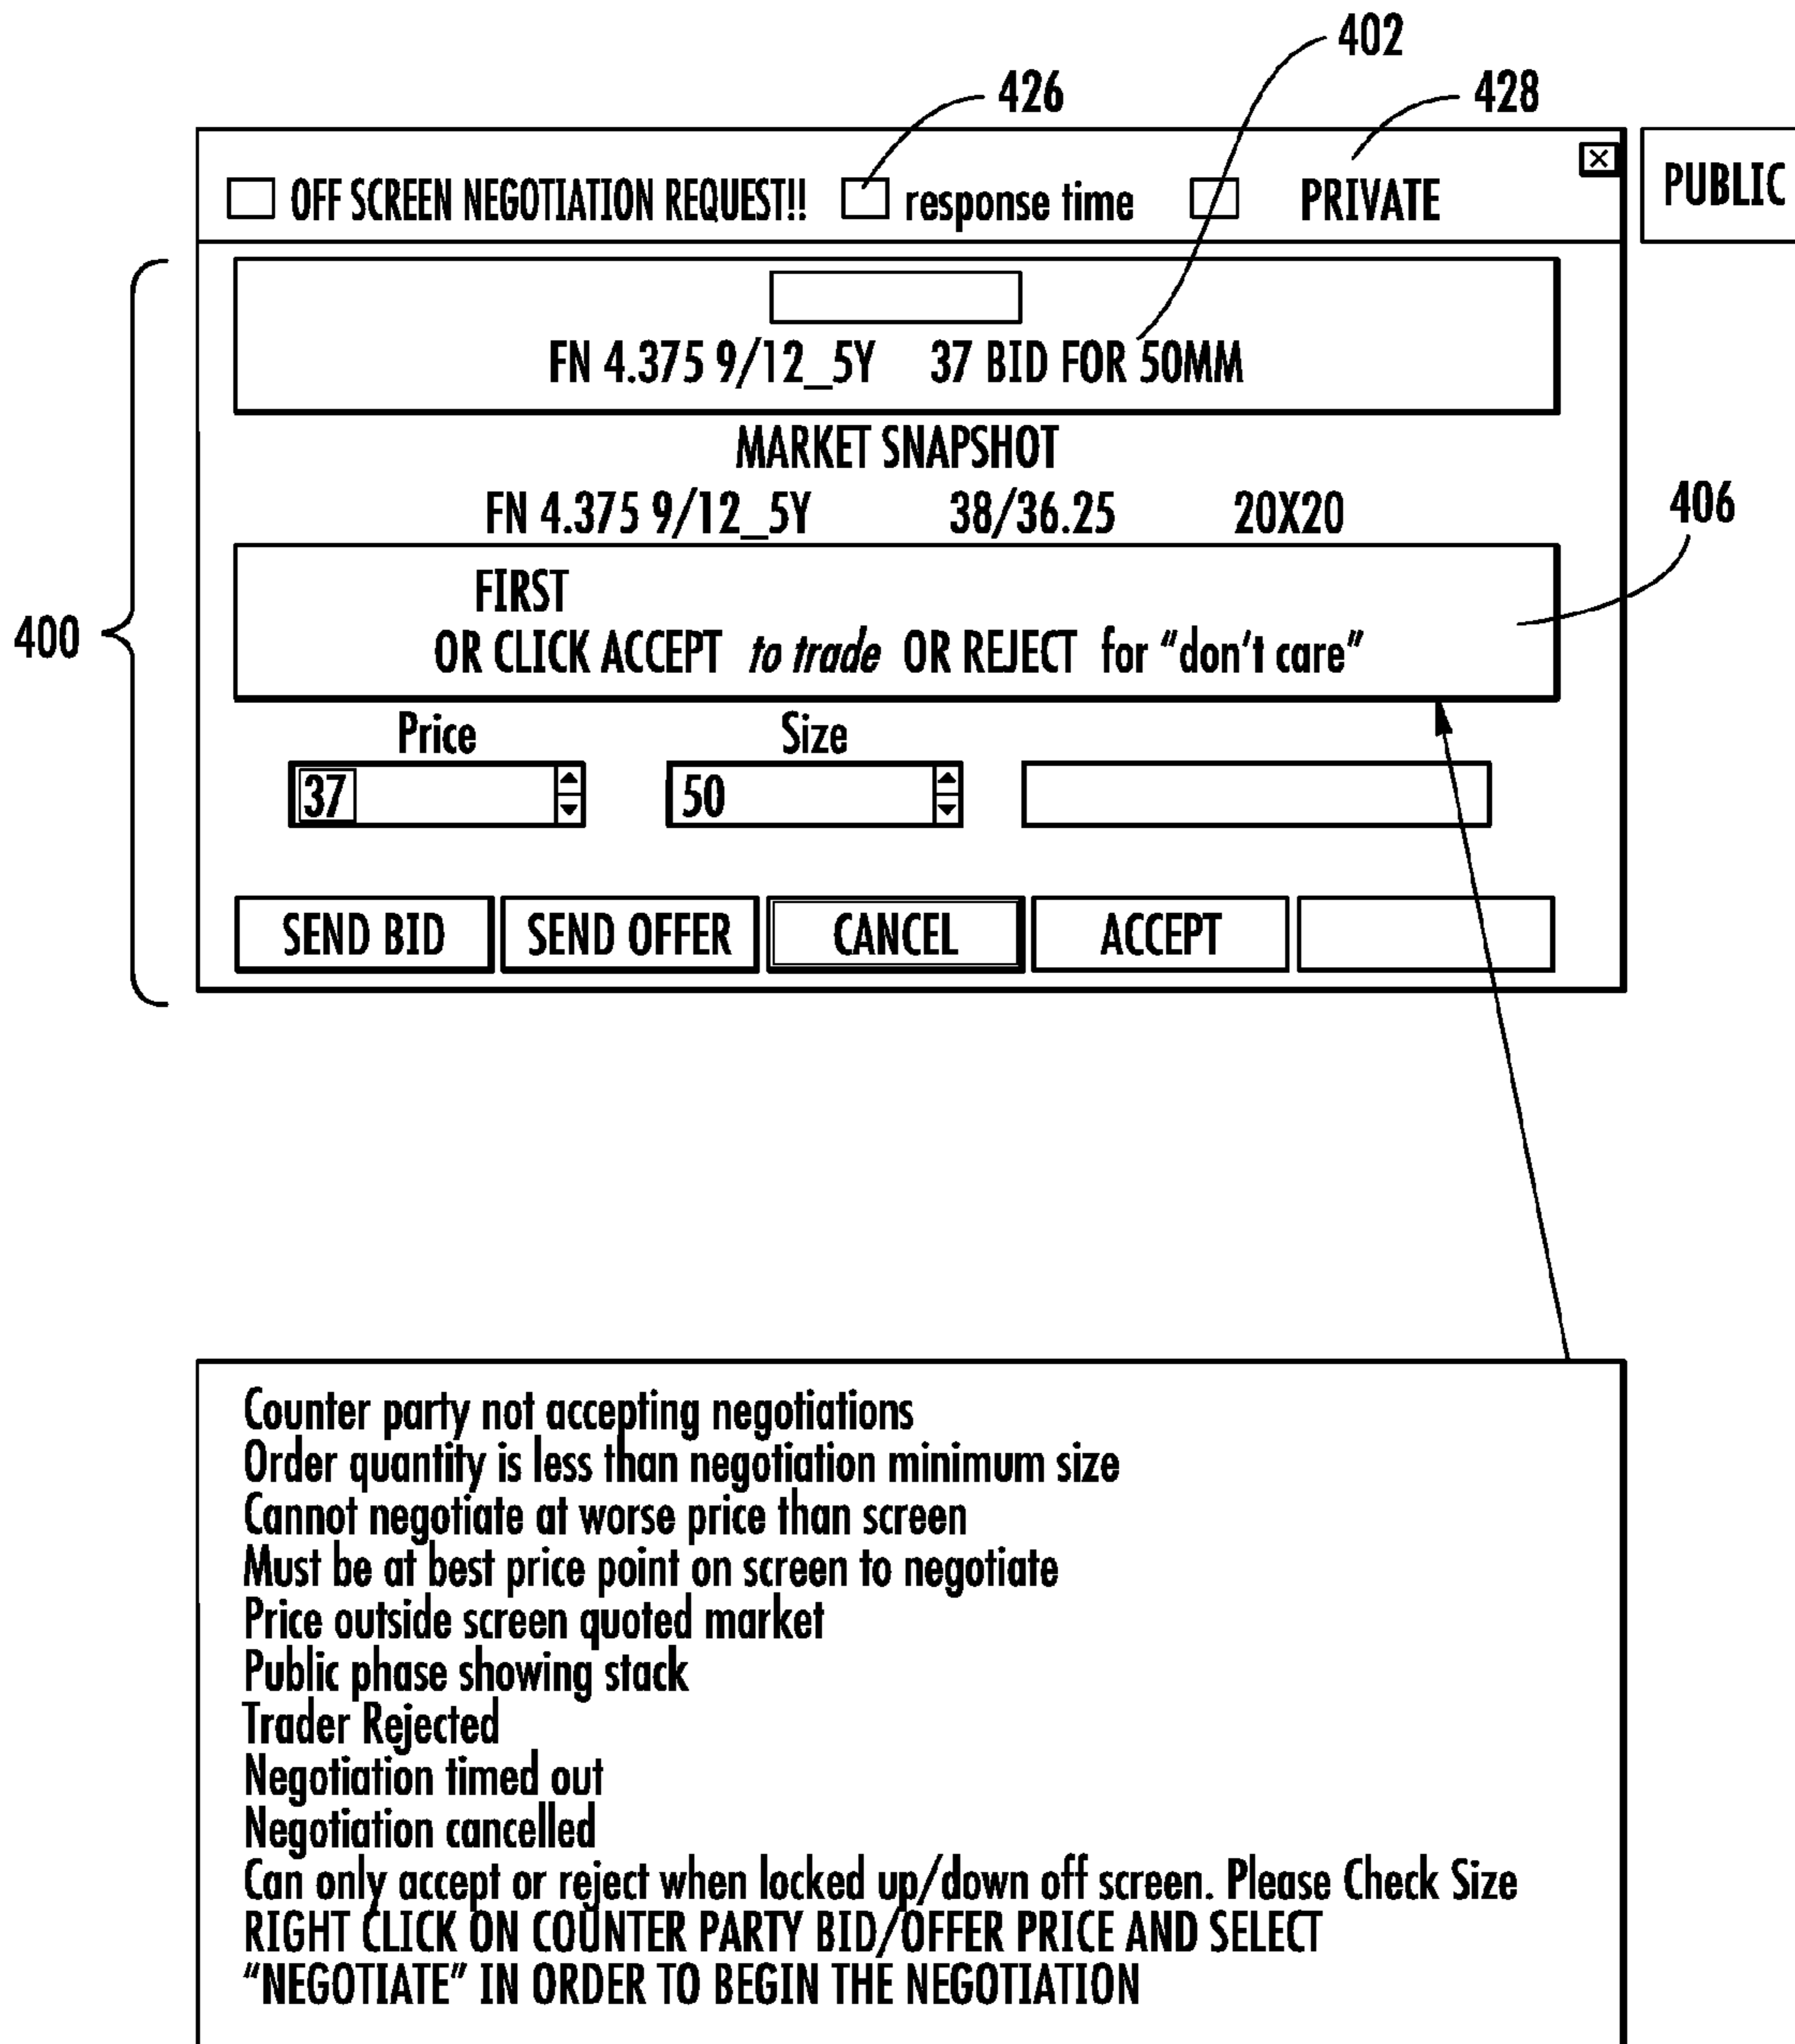 402
426
428
OFF SCREEN NEGOTIATION REQUEST!! response time PRIVATE
PUBLIC
FN 4.375 9/12_5Y 37 BID FOR 50MM
MARKET SNAPSHOT
FN 4.375 9/12_5Y 38/36.25 20X20
406
FIRST
400
OR CLICK ACCEPT to trade OR REJECT for "don't care"
Price Size
37 50
SEND BID SEND OFFER CANCEL ACCEPT
Counter party not accepting negotiations
Order quantity is less than negotiation minimum size
Cannot negotiate at worse price than screen
Must be at best price point on screen to negotiate
Price outside screen quoted market
Public phase showing stack
Trader Rejected
Negotiation timed out
Negotiation cancelled
Can only accept or reject when locked up/down off screen. Please Check Size
RIGHT CLICK ON COUNTER PARTY BID/OFFER PRICE AND SELECT
"NEGOTIATE" IN ORDER TO BEGIN THE NEGOTIATION